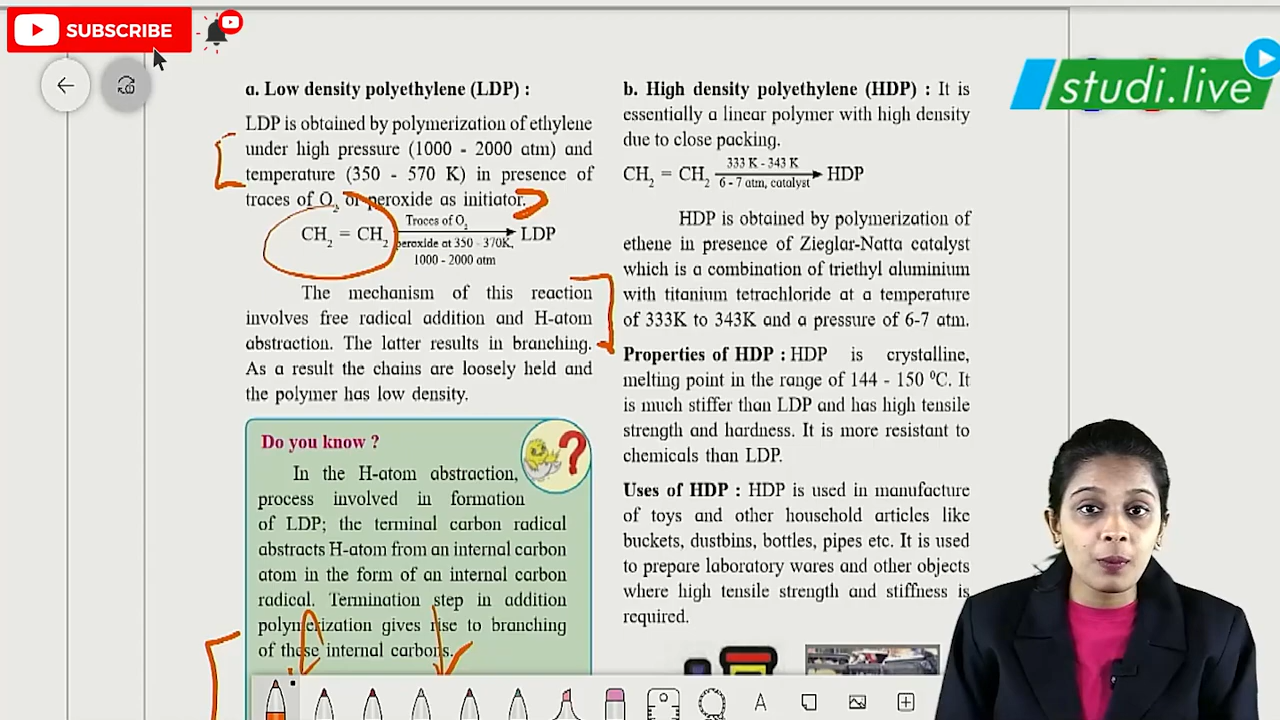 SUBSCRIBE
studi.live
a. Low density polyethylene (LDP) :
LDP is obtained by polymerization of ethylene
under high pressure (1000 - 2000 atm) and
temperature (350 - 570 K) in presence of
traces of O₂ or peroxide as initiator.
CH₂ = CH₂ Traces of O₂ LDP
peroxide at 350 - 370K,
1000 - 2000 atm
The mechanism of this reaction
involves free radical addition and H-atom
abstraction. The latter results in branching.
As a result the chains are loosely held and
the polymer has low density.
Do you know ?
In the H-atom abstraction,
process involved in formation
of LDP; the terminal carbon radical
abstracts H-atom from an internal carbon
atom in the form of an internal carbon
radical. Termination step in addition
polymerization gives rise to branching
of these internal carbons.
b. High density polyethylene (HDP) : It is
essentially a linear polymer with high density
due to close packing.
CH₂ = CH₂ 333 K - 343 K HDP
6 - 7 atm, catalyst
HDP is obtained by polymerization of
ethene in presence of Zieglar-Natta catalyst
which is a combination of triethyl aluminium
with titanium tetrachloride at a temperature
of 333K to 343K and a pressure of 6-7 atm.
Properties of HDP : HDP is crystalline,
melting point in the range of 144 - 150 ⁰C. It
is much stiffer than LDP and has high tensile
strength and hardness. It is more resistant to
chemicals than LDP.
Uses of HDP : HDP is used in manufacture
of toys and other household articles like
buckets, dustbins, bottles, pipes etc. It is used
to prepare laboratory wares and other objects
where high tensile strength and stiffness is
required.